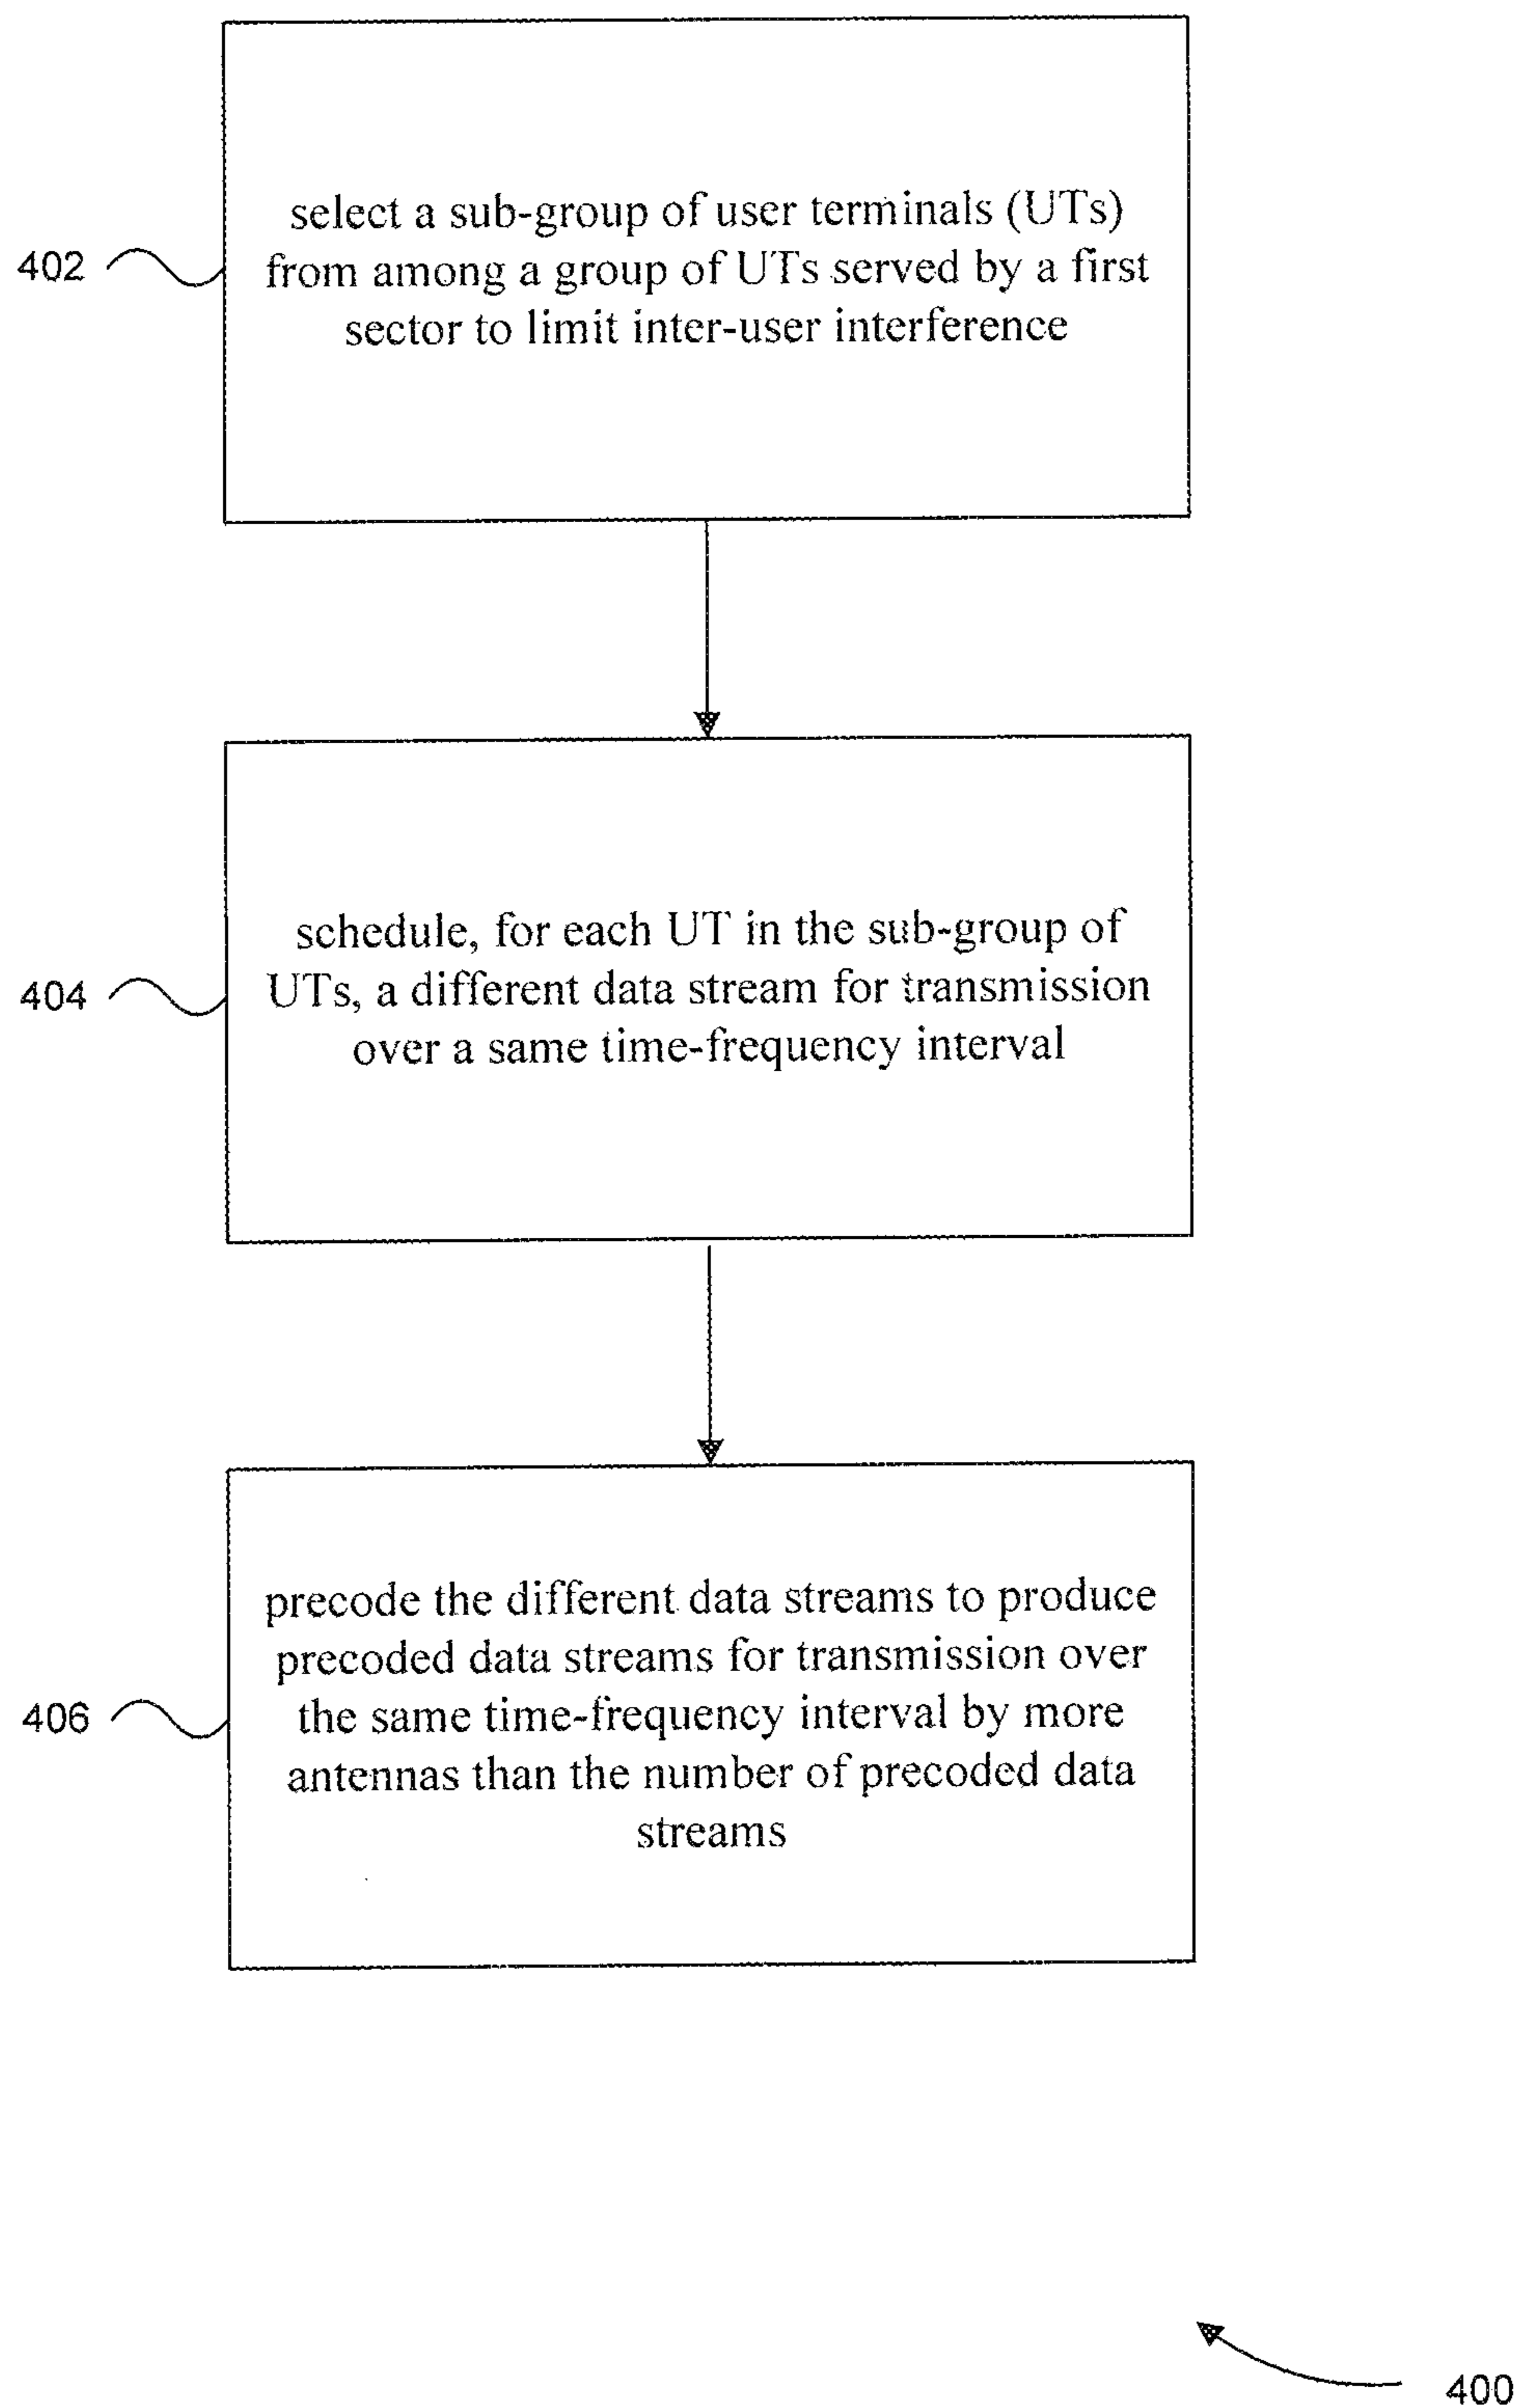 402
select a sub-group of user terminals (UTs)
from among a group of UTs served by a first
sector to limit inter-user interference
404
schedule, for each UT in the sub-group of
UTs, a different data stream for transmission
over a same time-frequency interval
406
precode the different data streams to produce
precoded data streams for transmission over
the same time-frequency interval by more
antennas than the number of precoded data
streams
400